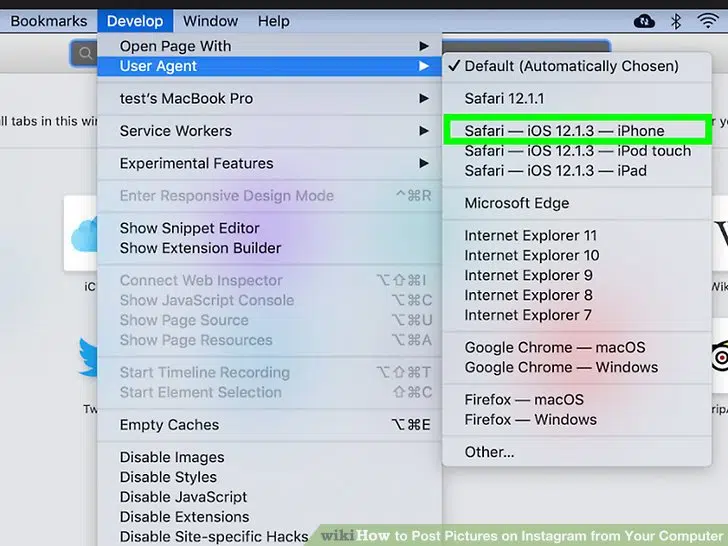 Bookmarks Develop Window Help
Open Page With
User Agent
test's MacBook Pro
Service Workers
Experimental Features
Enter Responsive Design Mode ⌃⌘R
Show Snippet Editor
Show Extension Builder
Connect Web Inspector ⌥⇧⌘I
Show JavaScript Console ⌥⌘C
Show Page Source ⌥⌘U
Show Page Resources ⌥⌘A
Start Timeline Recording ⌥⇧⌘T
Start Element Selection ⇧⌘C
Empty Caches ⌥⌘E
Disable Images
Disable Styles
Disable JavaScript
Disable Extensions
Disable Site-specific Hacks
✓ Default (Automatically Chosen)
Safari 12.1.1
Safari — iOS 12.1.3 — iPhone
Safari — iOS 12.1.3 — iPod touch
Safari — iOS 12.1.3 — iPad
Microsoft Edge
Internet Explorer 11
Internet Explorer 10
Internet Explorer 9
Internet Explorer 8
Internet Explorer 7
Google Chrome — macOS
Google Chrome — Windows
Firefox — macOS
Firefox — Windows
Other...
all tabs in this win
iC
Tw
wikiHow to Post Pictures on Instagram from Your Computer